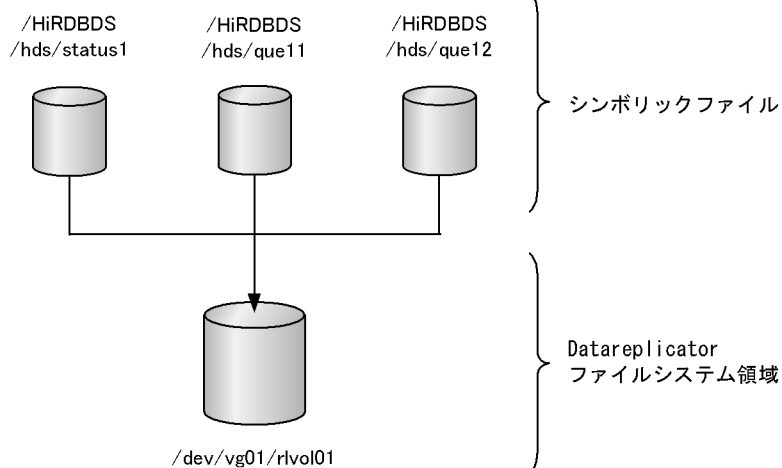 /HiRDBDS
/hds/status1
/HiRDBDS
/hds/que11
/HiRDBDS
/hds/que12
シンボリックファイル
Datareplicator
ファイルシステム領域
/dev/vg01/rlvol01